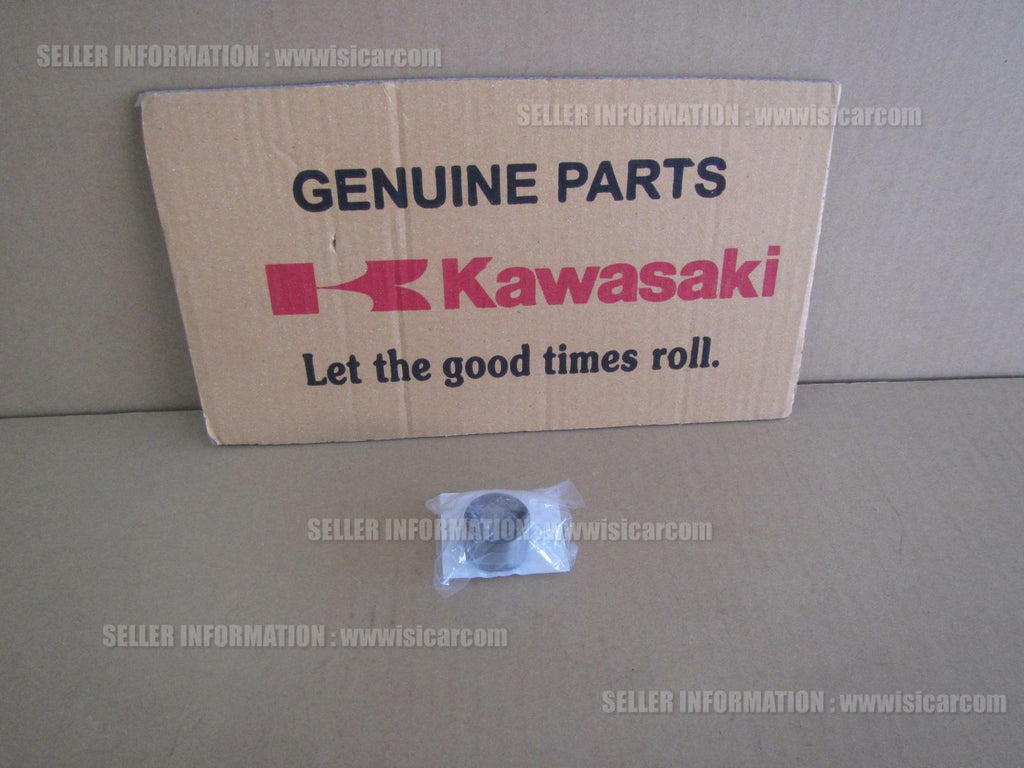 SELLER INFORMATION : wwwisicarcom
SELLER INFORMATION : wwwisicarcom
GENUINE PARTS
Kawasaki
Let the good times roll.
SELLER INFORMATION : wwwisicarcom
SELLER INFORMATION : wwwisicarcom
SELLER INFORMATION : wwwisicarcom